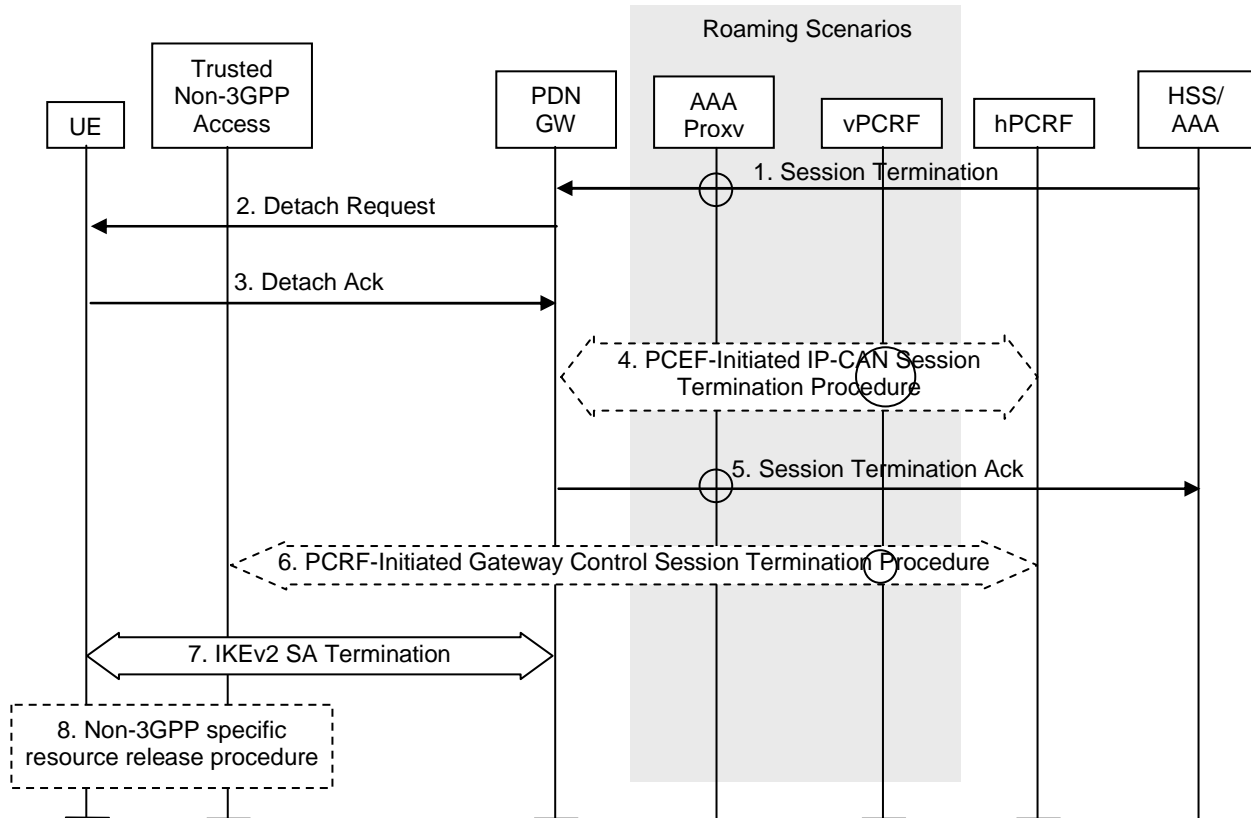 Roaming Scenarios
UE
Trusted
Non-3GPP
Access
PDN
GW
AAA
Proxv
vPCRF
hPCRF
HSS/
AAA
1. Session Termination
2. Detach Request
3. Detach Ack
4. PCEF-Initiated IP-CAN Session
Termination Procedure
5. Session Termination Ack
6. PCRF-Initiated Gateway Control Session Termination Procedure
7. IKEv2 SA Termination
8. Non-3GPP specific
resource release procedure